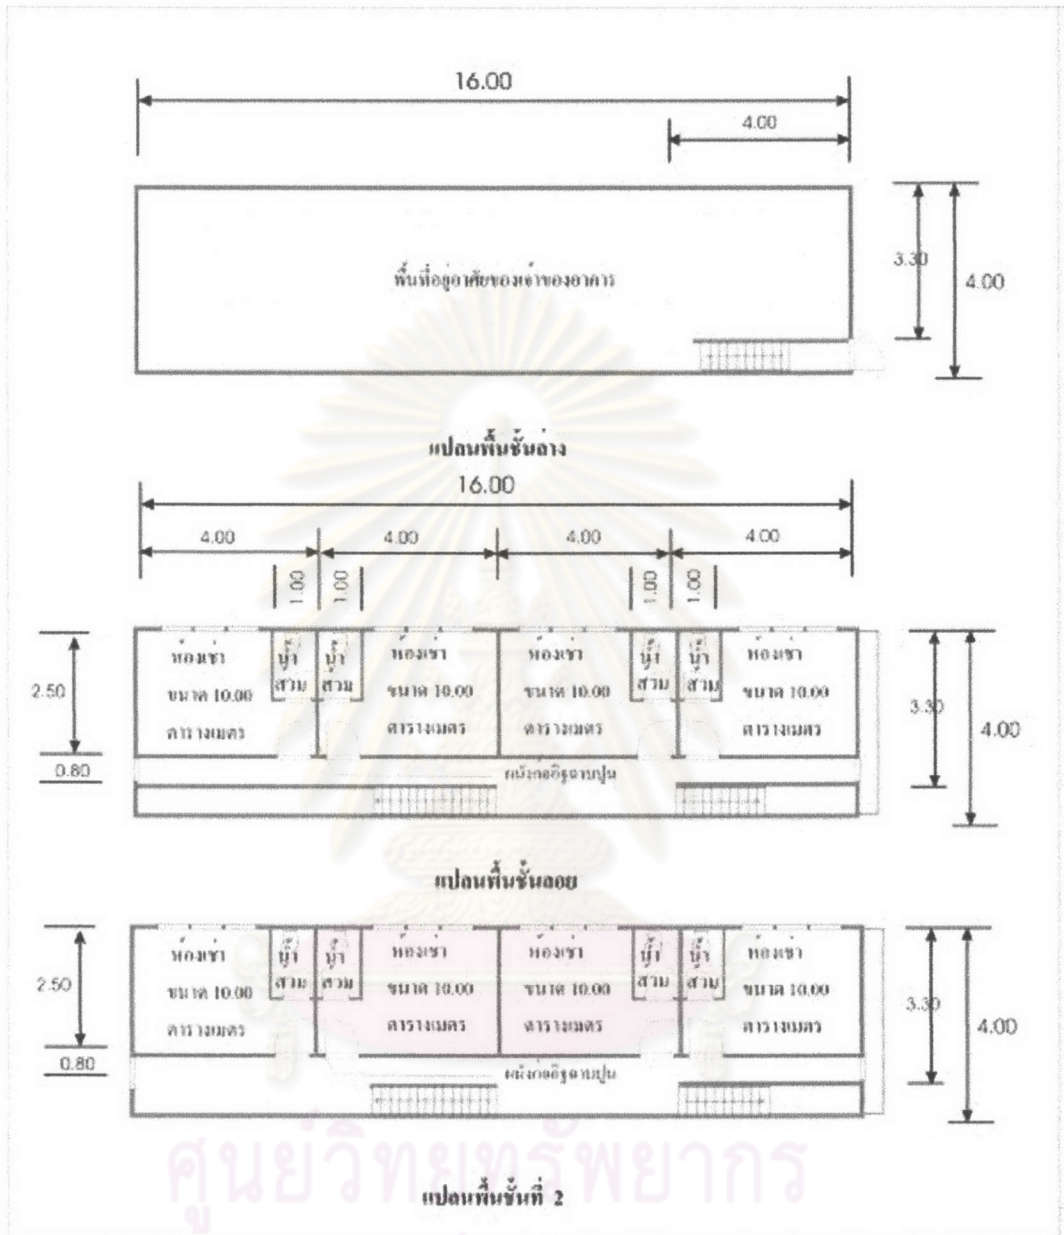 16.00
4.00
3.30
4.00
พื้นที่อยู่อาศัยของเจ้าของอาคาร
แปลนพื้นชั้นล่าง
16.00
4.00 4.00 4.00 4.00
1.00 1.00 1.00 1.00
ห้องเช่า น้ำ น้ำ ห้องเช่า ห้องเช่า น้ำ น้ำ ห้องเช่า
ส้วม ส้วม ส้วม ส้วม
2.50 ขนาด 10.00 ขนาด 10.00 ขนาด 10.00 ขนาด 10.00 3.30
ตารางเมตร ตารางเมตร ตารางเมตร ตารางเมตร 4.00
0.80 ผนังก่ออิฐฉาบปูน
แปลนพื้นชั้นลอย
ห้องเช่า น้ำ น้ำ ห้องเช่า ห้องเช่า น้ำ น้ำ ห้องเช่า
2.50 ขนาด 10.00 ส้วม ส้วม ขนาด 10.00 ขนาด 10.00 ส้วม ส้วม ขนาด 10.00 3.30
ตารางเมตร ตารางเมตร ตารางเมตร ตารางเมตร 4.00
0.80 ผนังก่ออิฐฉาบปูน
ศูนย์วิทยทรัพยากร
แปลนพื้นชั้นที่ 2